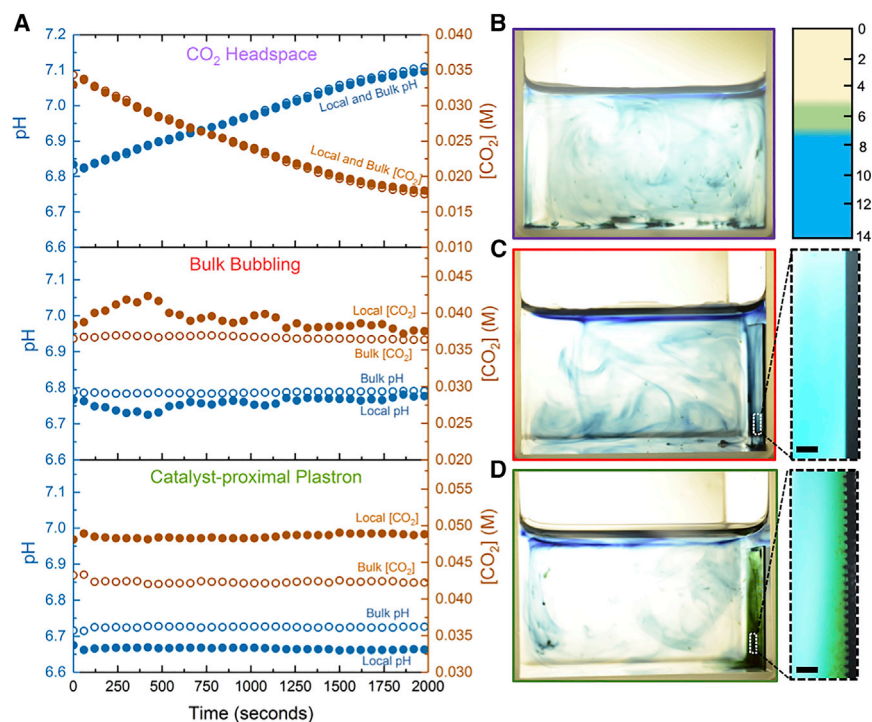 A
CO₂ Headspace
Local and Bulk pH
Local and Bulk [CO₂]
pH
7.2
7.1
7.0
6.9
6.8
6.7
6.6
[CO₂] (M)
0.040
0.035
0.030
0.025
0.020
0.015
0.010
Bulk Bubbling
Local [CO₂]
Bulk [CO₂]
Bulk pH
Local pH
pH
7.1
7.0
6.9
6.8
6.7
6.6
[CO₂] (M)
0.045
0.040
0.035
0.030
0.025
0.020
Catalyst-proximal Plastron
Local [CO₂]
Bulk [CO₂]
Bulk pH
Local pH
pH
7.1
7.0
6.9
6.8
6.7
6.6
[CO₂] (M)
0.055
0.050
0.045
0.040
0.035
0.030
0 250 500 750 1000 1250 1500 1750 2000
Time (seconds)
B
0
2
4
6
8
10
12
14
C
D